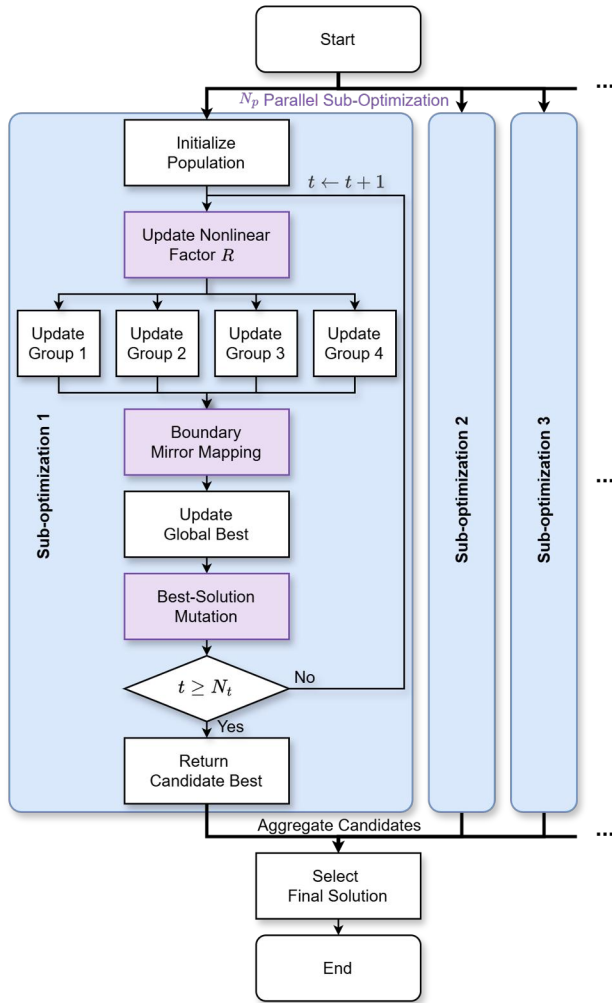 Start
...
N_p Parallel Sub-Optimization
Initialize
Population
t ← t + 1
Update Nonlinear
Factor R
Update
Group 1
Update
Group 2
Update
Group 3
Update
Group 4
Boundary
Mirror Mapping
Sub-optimization 1
Sub-optimization 2
Sub-optimization 3
...
Update
Global Best
Best-Solution
Mutation
t ≥ N_t
No
Yes
Return
Candidate Best
Aggregate Candidates
...
Select
Final Solution
End